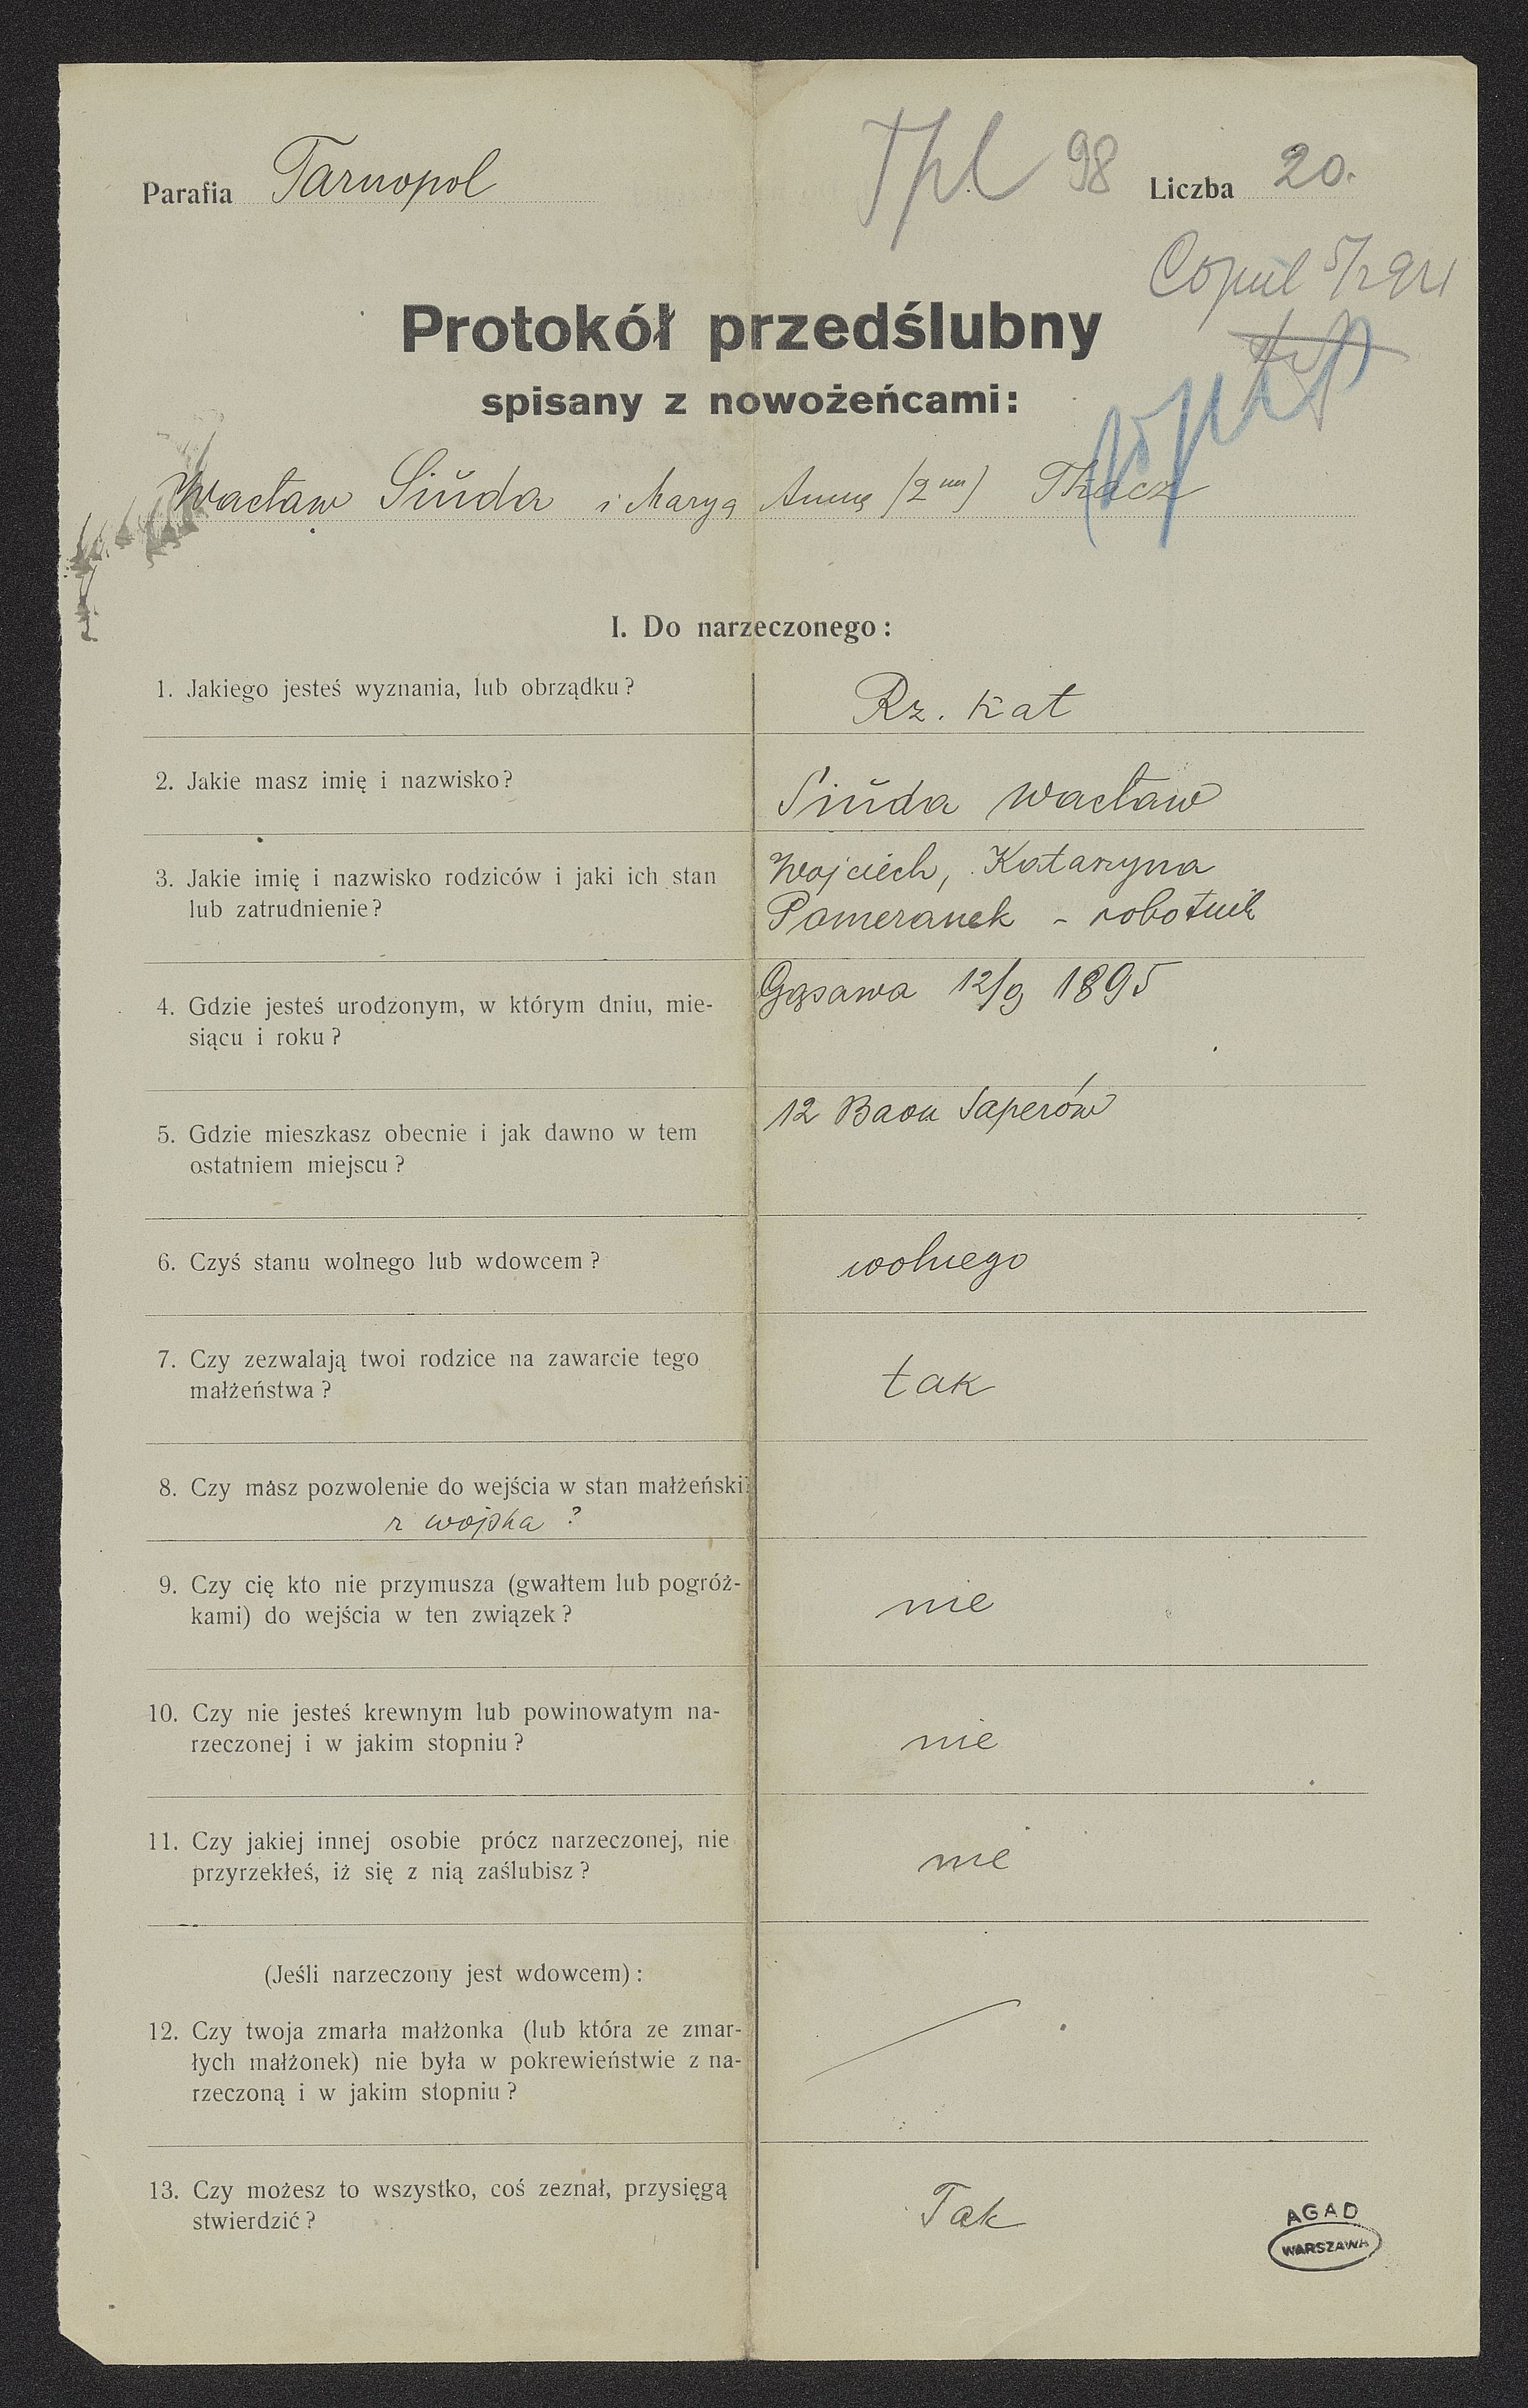 Parafia Tarnopol Tpl 98 Liczba 20.
Copul 5/2 921
Protokół przedślubny
spisany z nowożeńcami:
Wacław Siuda i Maryą Anną (2 im) Tkacz
I. Do narzeczonego:
1. Jakiego jesteś wyznania, lub obrządku? Rz. kat
2. Jakie masz imię i nazwisko? Siuda Wacław
3. Jakie imię i nazwisko rodziców i jaki ich stan Wojciech, Katarzyna
lub zatrudnienie? Pomeranek - robotnik
4. Gdzie jesteś urodzonym, w którym dniu, mie- Gąsawa 12/9 1895
siącu i roku?
5. Gdzie mieszkasz obecnie i jak dawno w tem 12 Baon Saperów
ostatniem miejscu?
6. Czyś stanu wolnego lub wdowcem? wolnego
7. Czy zezwalają twoi rodzice na zawarcie tego
małżeństwa? tak
8. Czy masz pozwolenie do wejścia w stan małżeński?
z wojska?
9. Czy cię kto nie przymusza (gwałtem lub pogróż-
kami) do wejścia w ten związek? nie
10. Czy nie jesteś krewnym lub powinowatym na-
rzeczonej i w jakim stopniu? nie
11. Czy jakiej innej osobie prócz narzeczonej, nie
przyrzekłeś, iż się z nią zaślubisz? nie
(Jeśli narzeczony jest wdowcem):
12. Czy twoja zmarła małżonka (lub która ze zmar-
łych małżonek) nie była w pokrewieństwie z na-
rzeczoną i w jakim stopniu?
13. Czy możesz to wszystko, coś zeznał, przysięgą
stwierdzić? Tak
AGAD
WARSZAWA